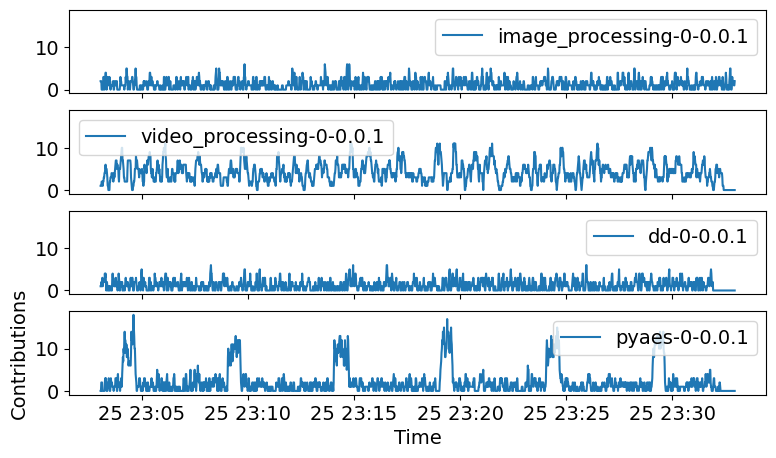 10
0
image_processing-0-0.0.1
10
0
video_processing-0-0.0.1
10
0
dd-0-0.0.1
10
0
pyaes-0-0.0.1
Contributions
25 23:05 25 23:10 25 23:15 25 23:20 25 23:25 25 23:30
Time